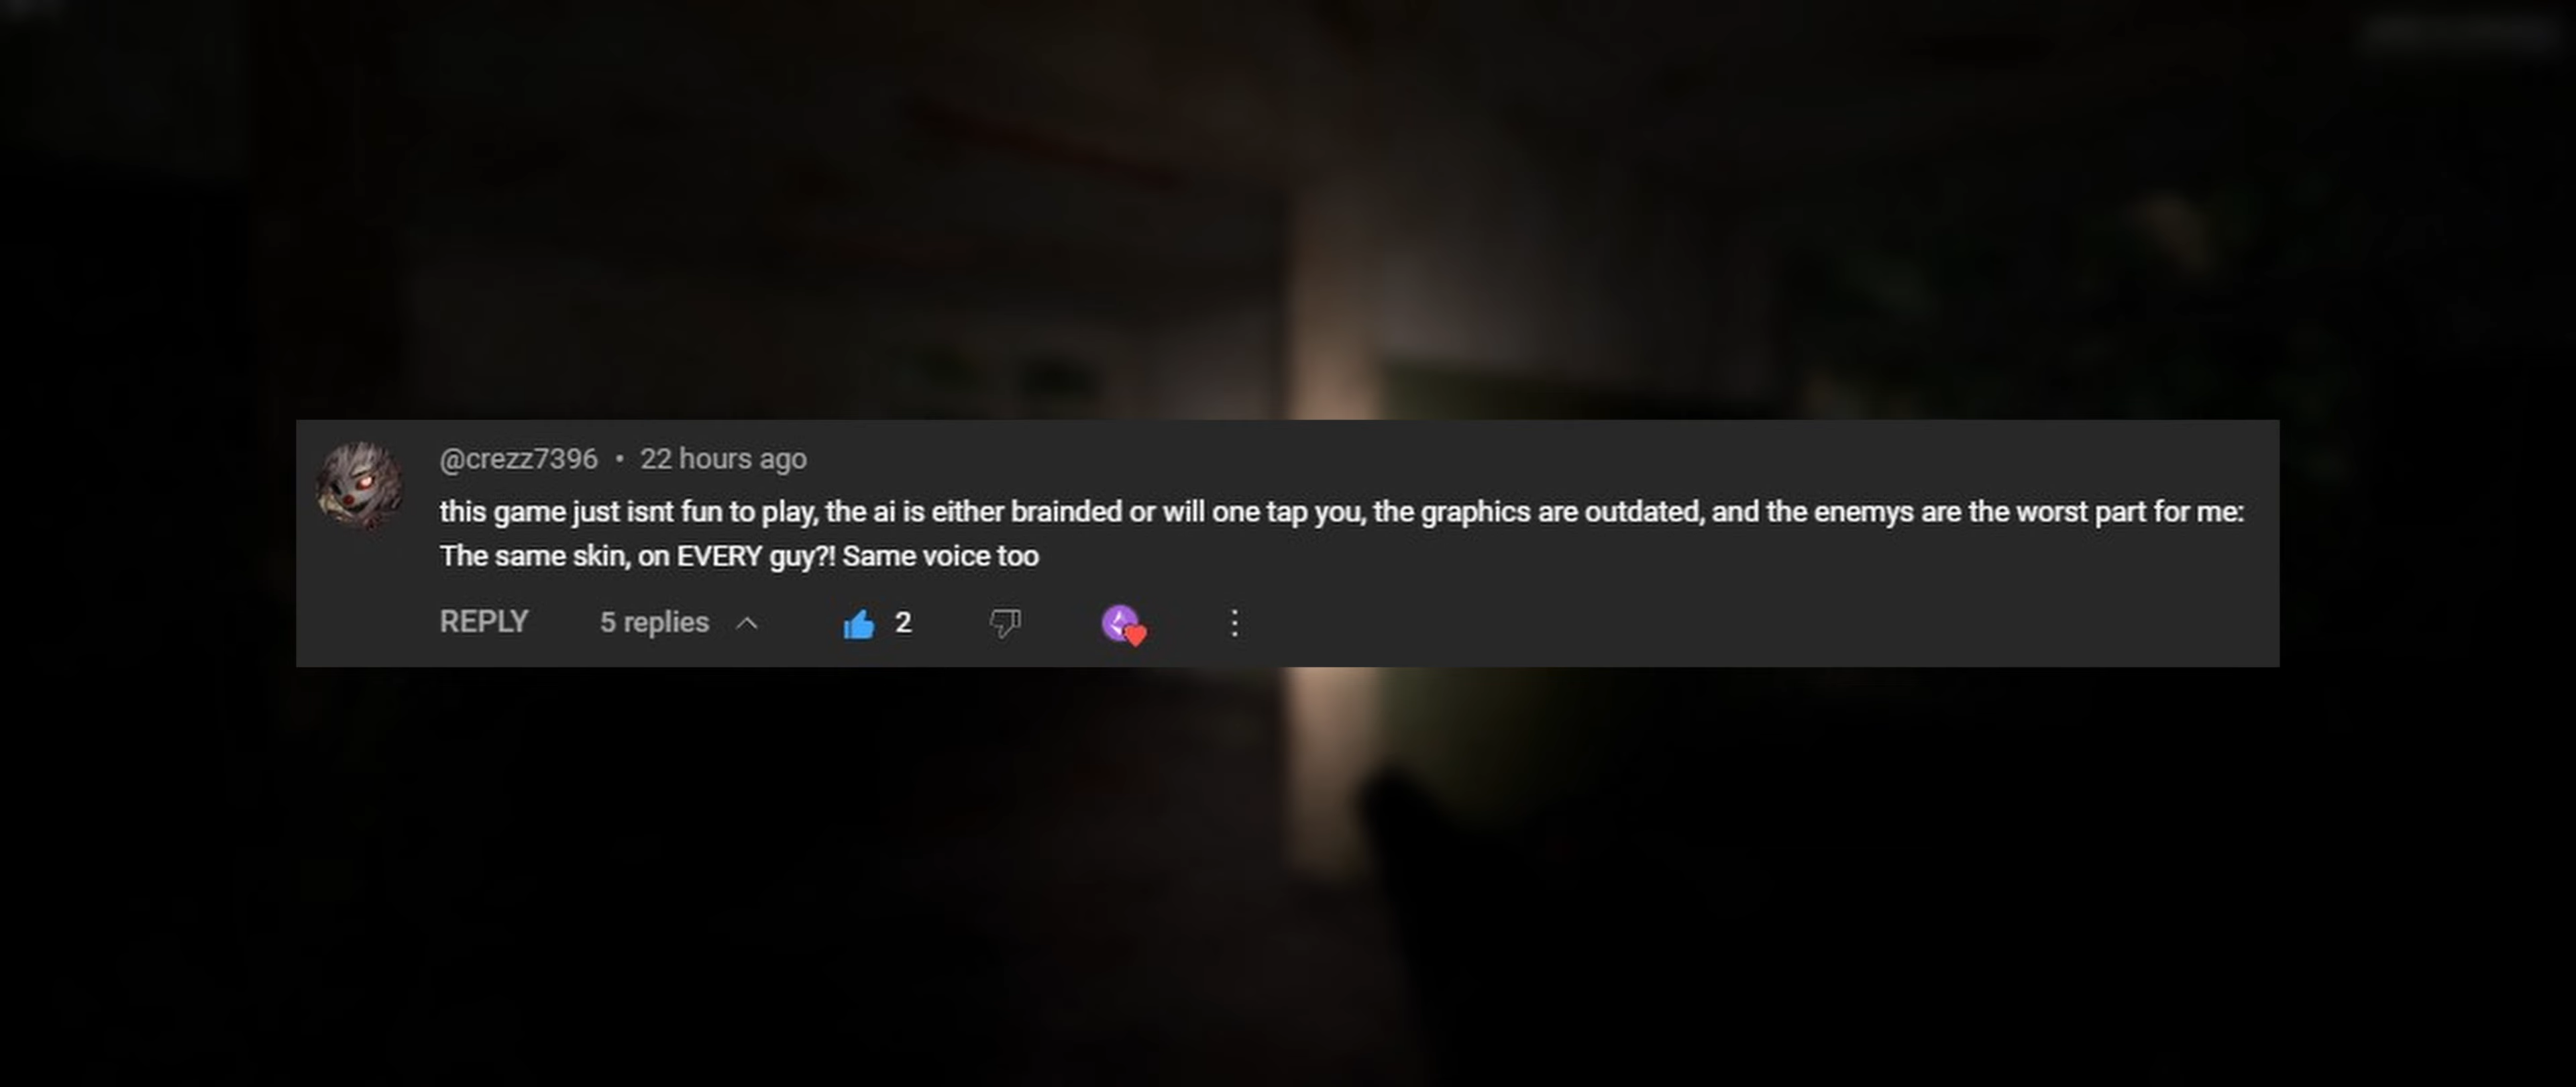 @crezz7396 • 22 hours ago
this game just isnt fun to play, the ai is either brainded or will one tap you, the graphics are outdated, and the enemys are the worst part for me:
The same skin, on EVERY guy?! Same voice too
REPLY 5 replies 2